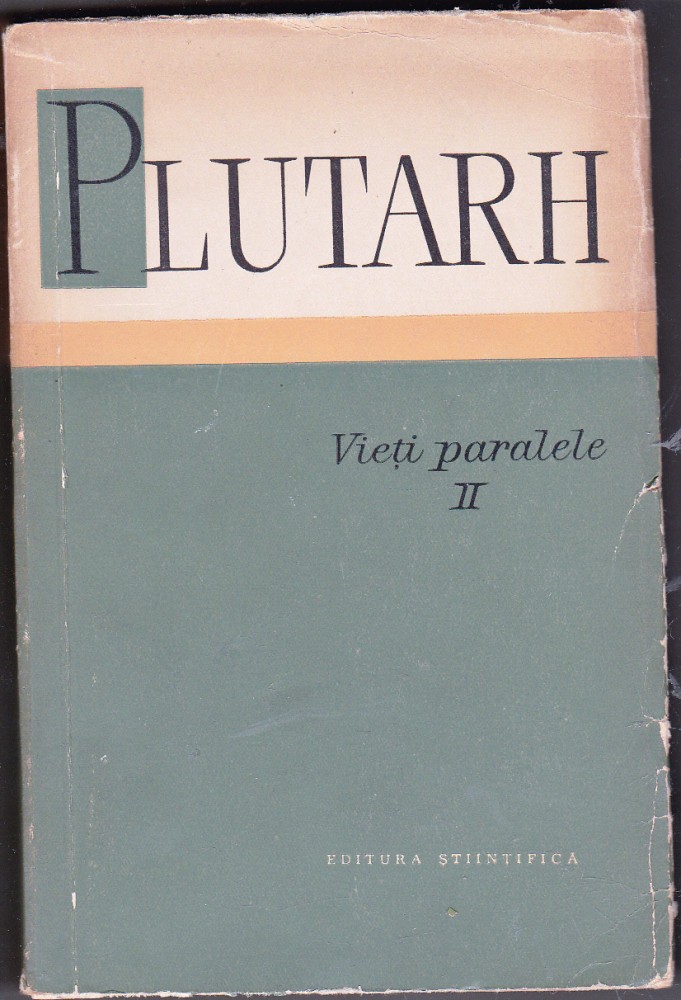 PLUTARH
Vieți paralele
II
EDITURA ȘTIINȚIFICĂ